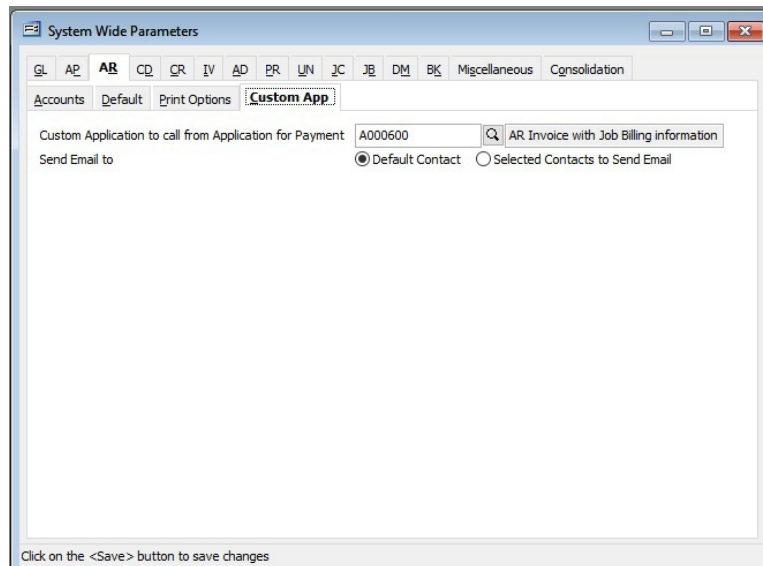 System Wide Parameters
GL AP AR CD CR IV AD PR UN JC JB DM BK Miscellaneous Consolidation
Accounts Default Print Options Custom App
Custom Application to call from Application for Payment A000600 AR Invoice with Job Billing information
Send Email to Default Contact Selected Contacts to Send Email
Click on the <Save> button to save changes